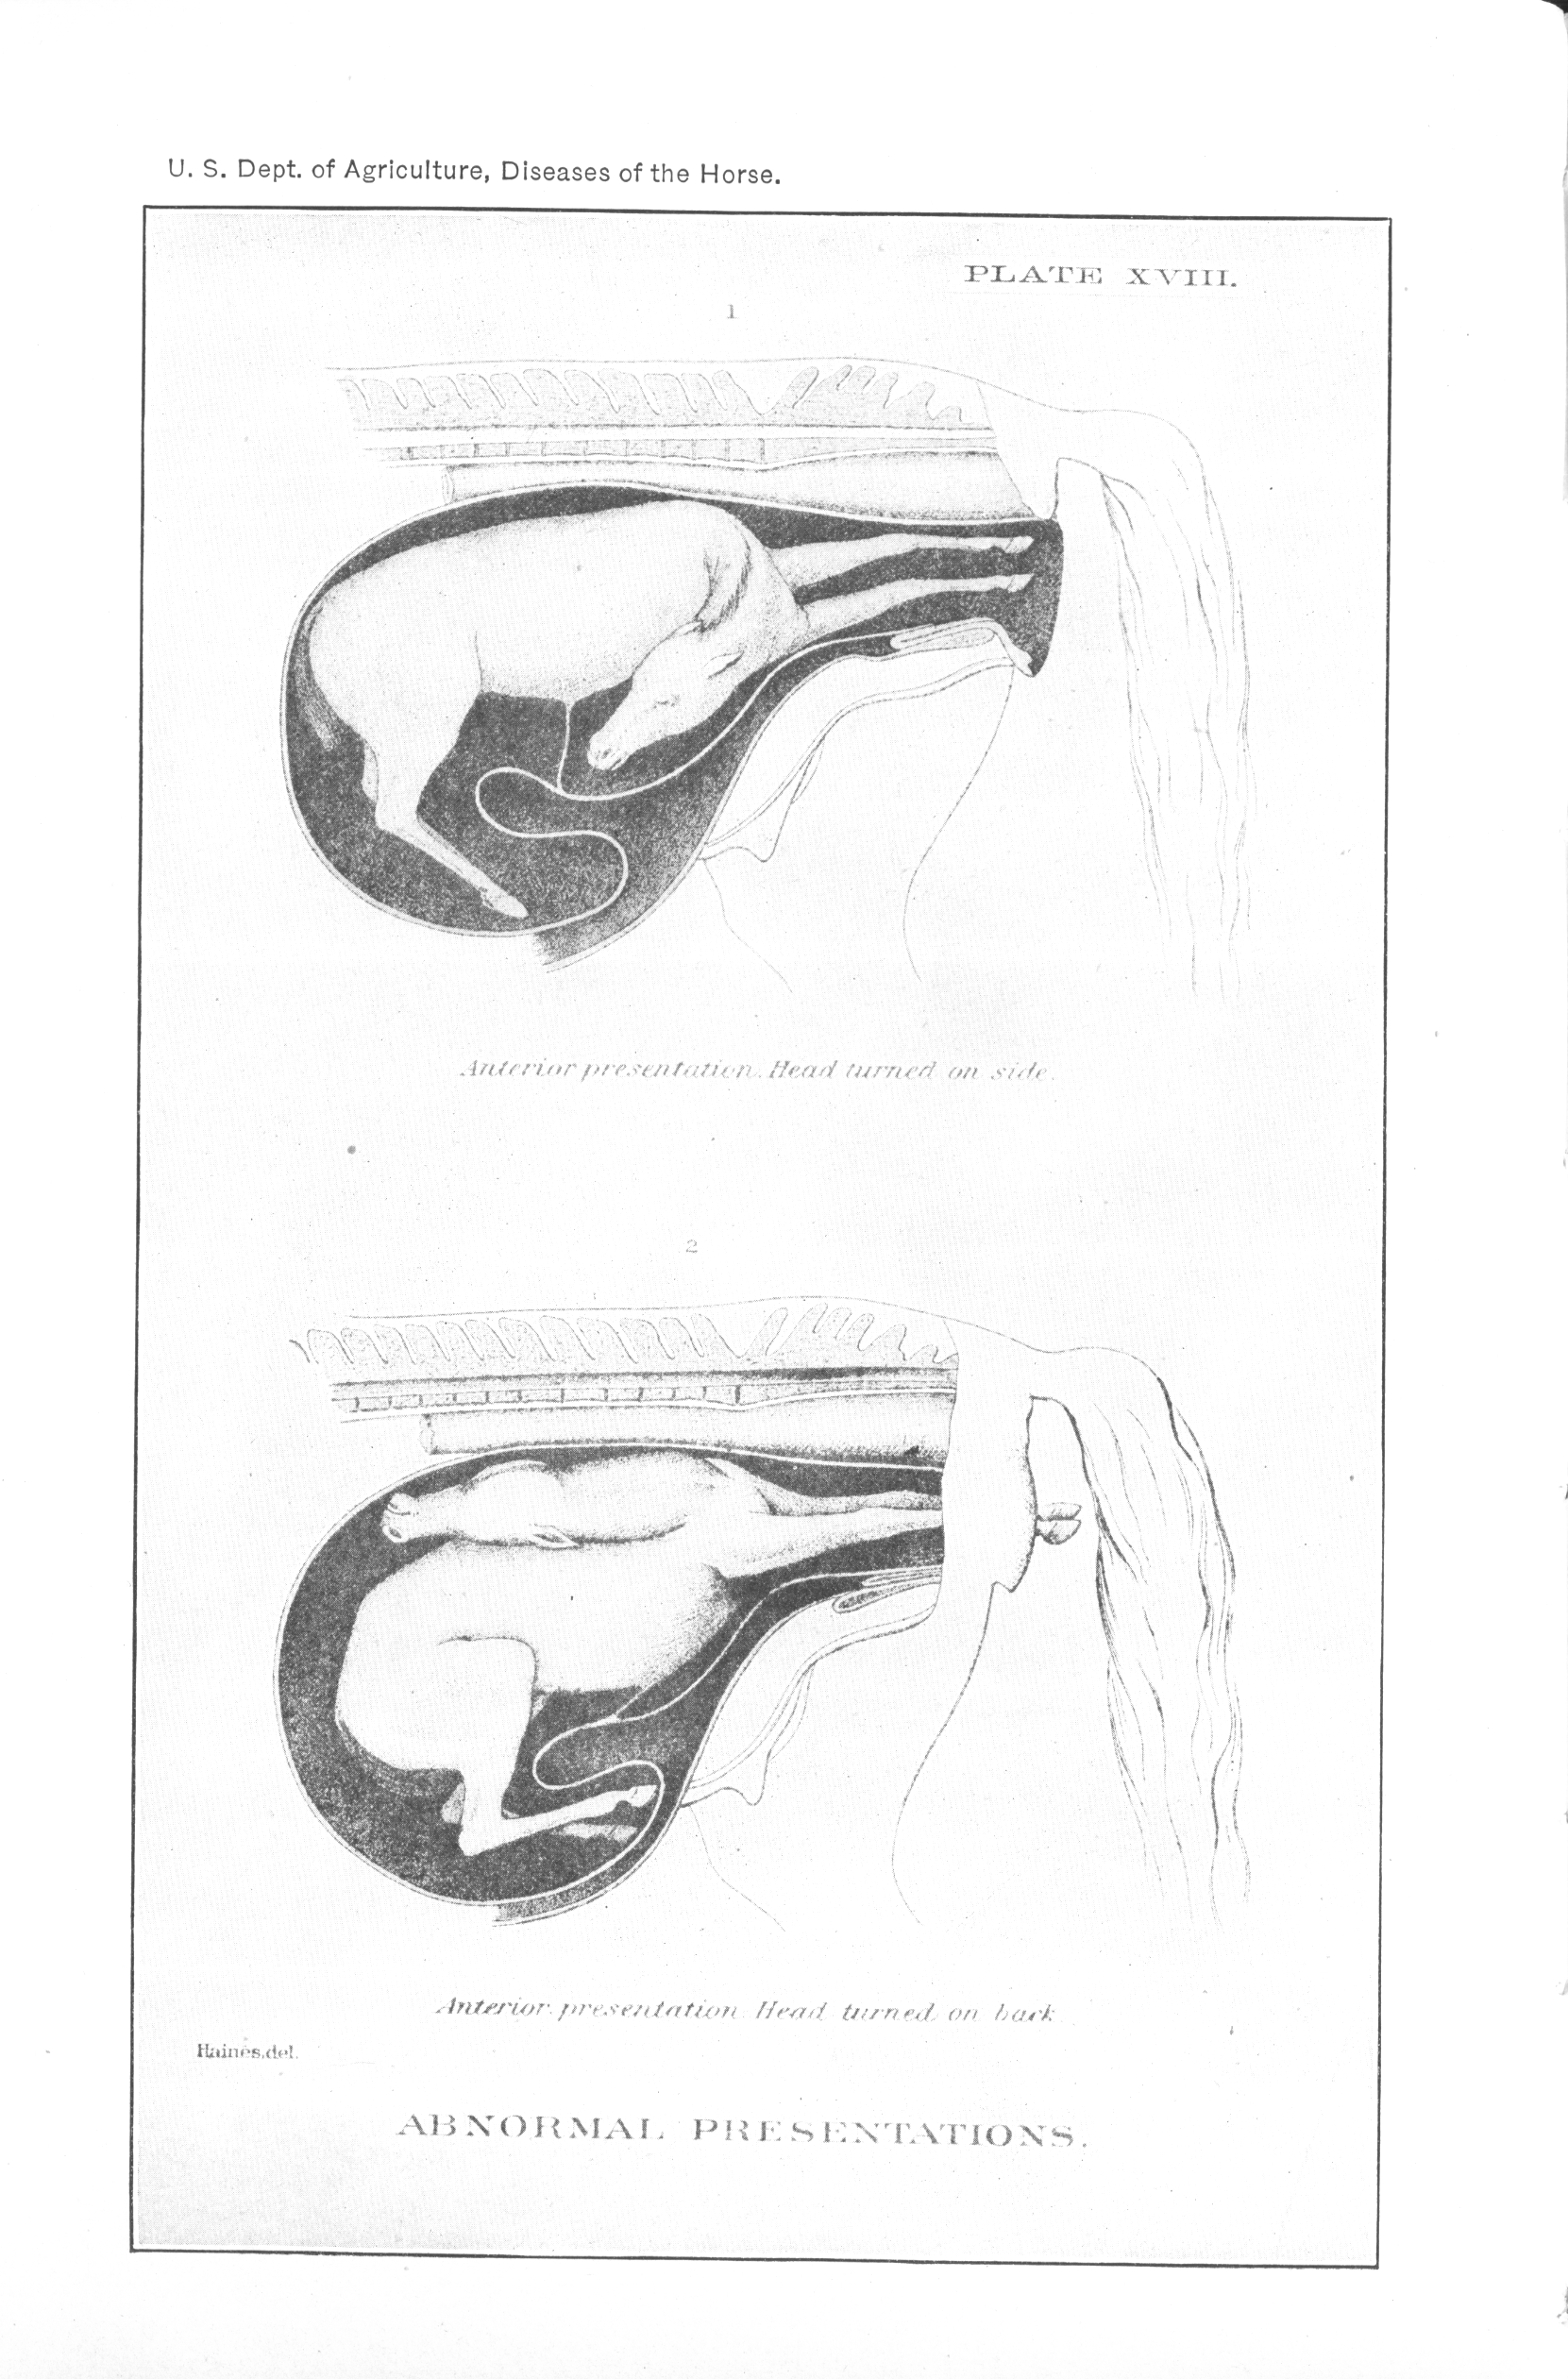 U. S. Dept. of Agriculture, Diseases of the Horse.
PLATE XVIII.
1
Anterior presentation. Head turned on side.
2
Anterior presentation. Head turned on back
Haines, del.
ABNORMAL PRESENTATIONS.